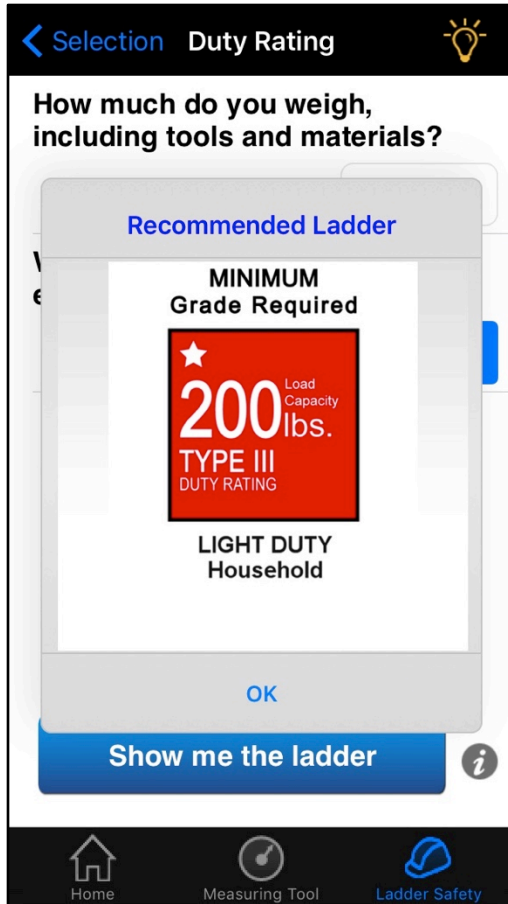 Selection Duty Rating
How much do you weigh,
including tools and materials?
Recommended Ladder
MINIMUM
Grade Required
200 lbs.
Load
Capacity
TYPE III
DUTY RATING
LIGHT DUTY
Household
OK
Show me the ladder
Home Measuring Tool Ladder Safety